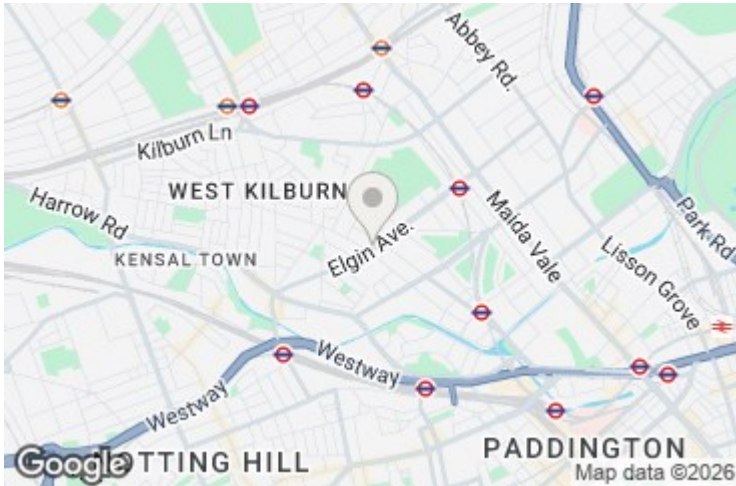 Abbey Rd.
Kilburn Ln
WEST KILBURN
Harrow Rd
Park Rd
Maida Vale
Elgin Ave.
KENSAL TOWN
Lisson Grove
Westway
Westway
Google
OTTING HILL
PADDINGTON
Map data ©2026